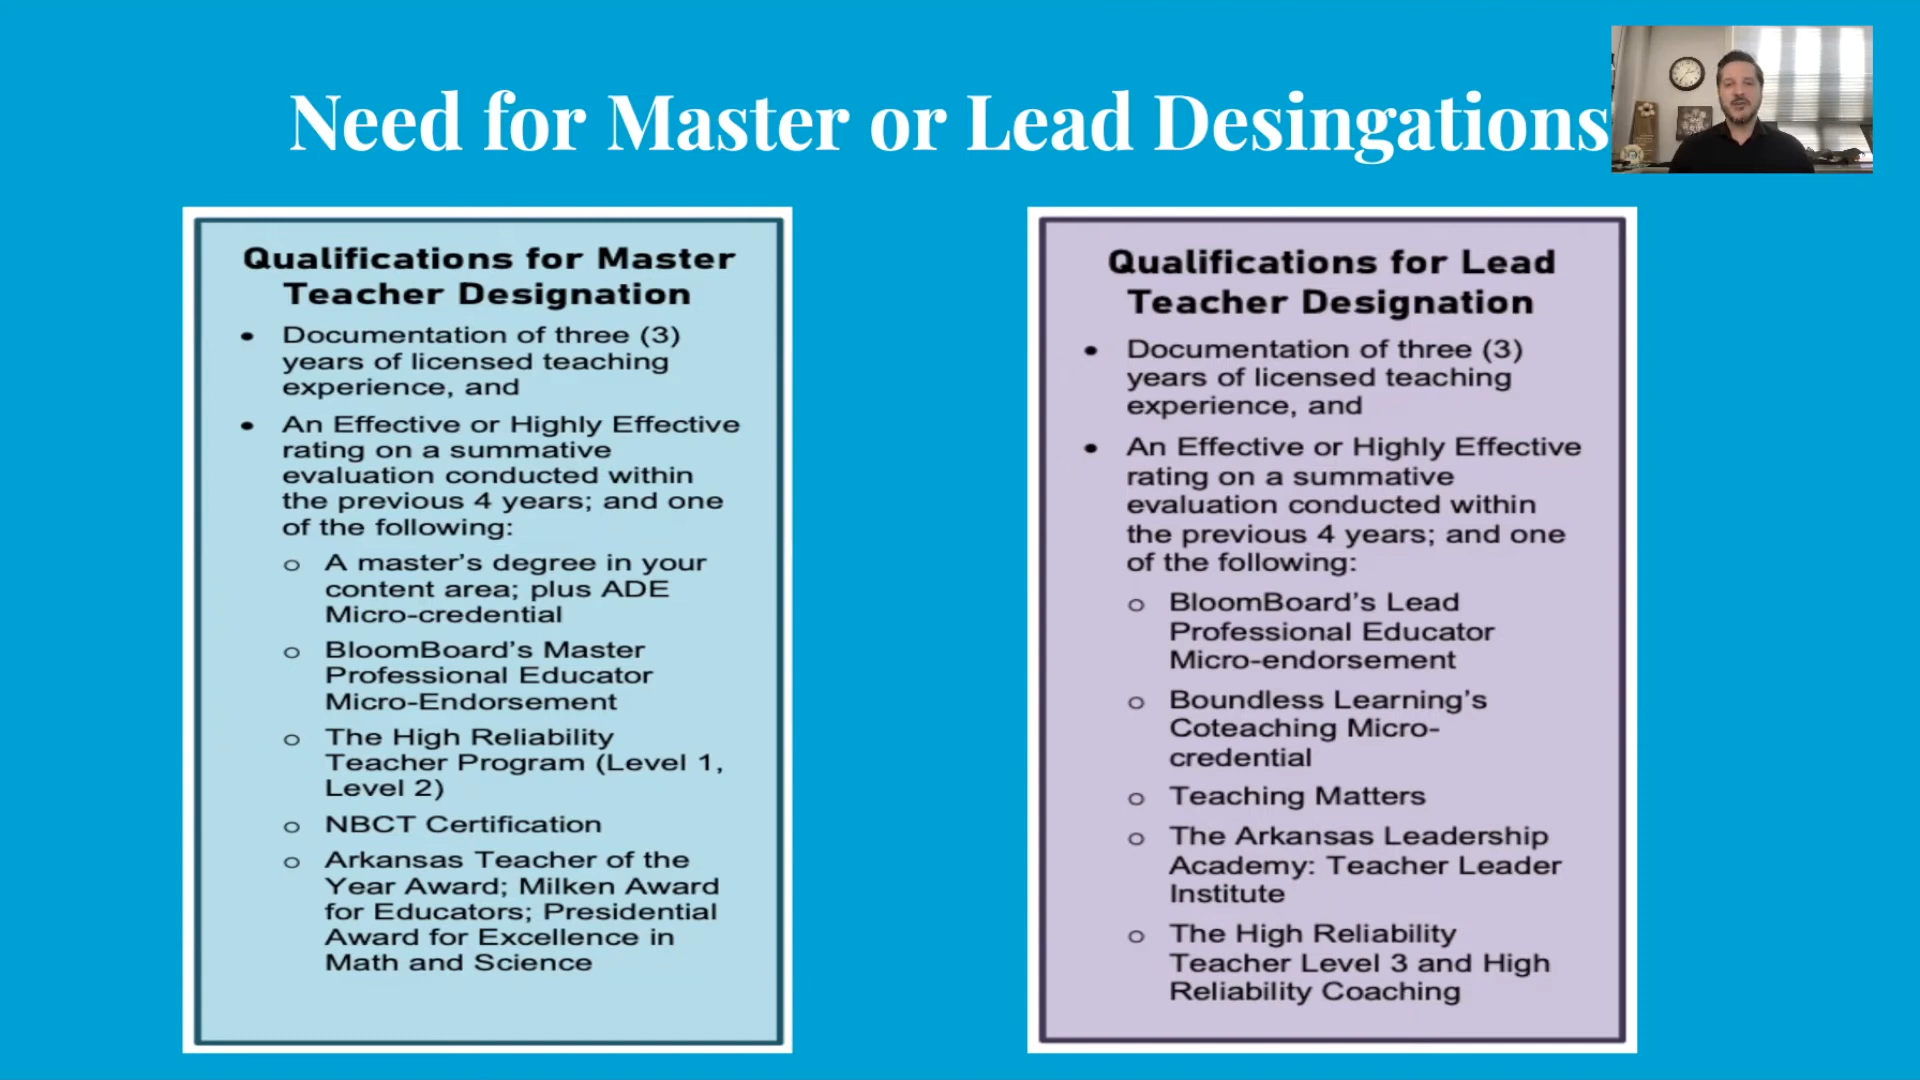 Need for Master or Lead Desingations
Qualifications for Master
Teacher Designation
• Documentation of three (3)
years of licensed teaching
experience, and
• An Effective or Highly Effective
rating on a summative
evaluation conducted within
the previous 4 years; and one
of the following:
o A master’s degree in your
content area; plus ADE
Micro-credential
o BloomBoard’s Master
Professional Educator
Micro-Endorsement
o The High Reliability
Teacher Program (Level 1,
Level 2)
o NBCT Certification
o Arkansas Teacher of the
Year Award; Milken Award
for Educators; Presidential
Award for Excellence in
Math and Science
Qualifications for Lead
Teacher Designation
• Documentation of three (3)
years of licensed teaching
experience, and
• An Effective or Highly Effective
rating on a summative
evaluation conducted within
the previous 4 years; and one
of the following:
o BloomBoard’s Lead
Professional Educator
Micro-endorsement
o Boundless Learning’s
Coteaching Micro-
credential
o Teaching Matters
o The Arkansas Leadership
Academy: Teacher Leader
Institute
o The High Reliability
Teacher Level 3 and High
Reliability Coaching